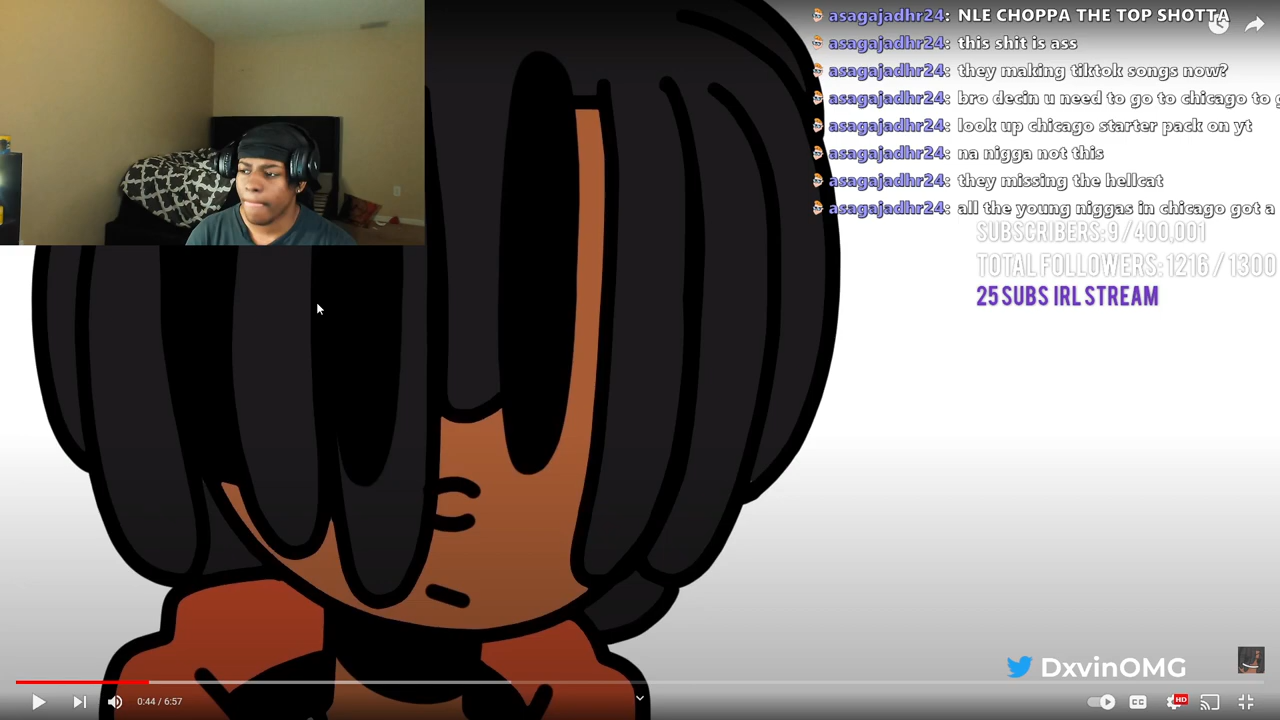 asagajadhr24: NLE CHOPPA THE TOP SHOTTA
asagajadhr24: this shit is ass
asagajadhr24: they making tiktok songs now?
asagajadhr24: bro decin u need to go to chicago to
asagajadhr24: look up chicago starter pack on yt
asagajadhr24: na nigga not this
asagajadhr24: they missing the hellcat
asagajadhr24: all the young niggas in chicago got a
SUBSCRIBERS: 9 /400,001
TOTAL FOLLOWERS: 1216 / 1300
25 SUBS IRL STREAM
DxvinOMG
0:44 / 6:57
CC
HD